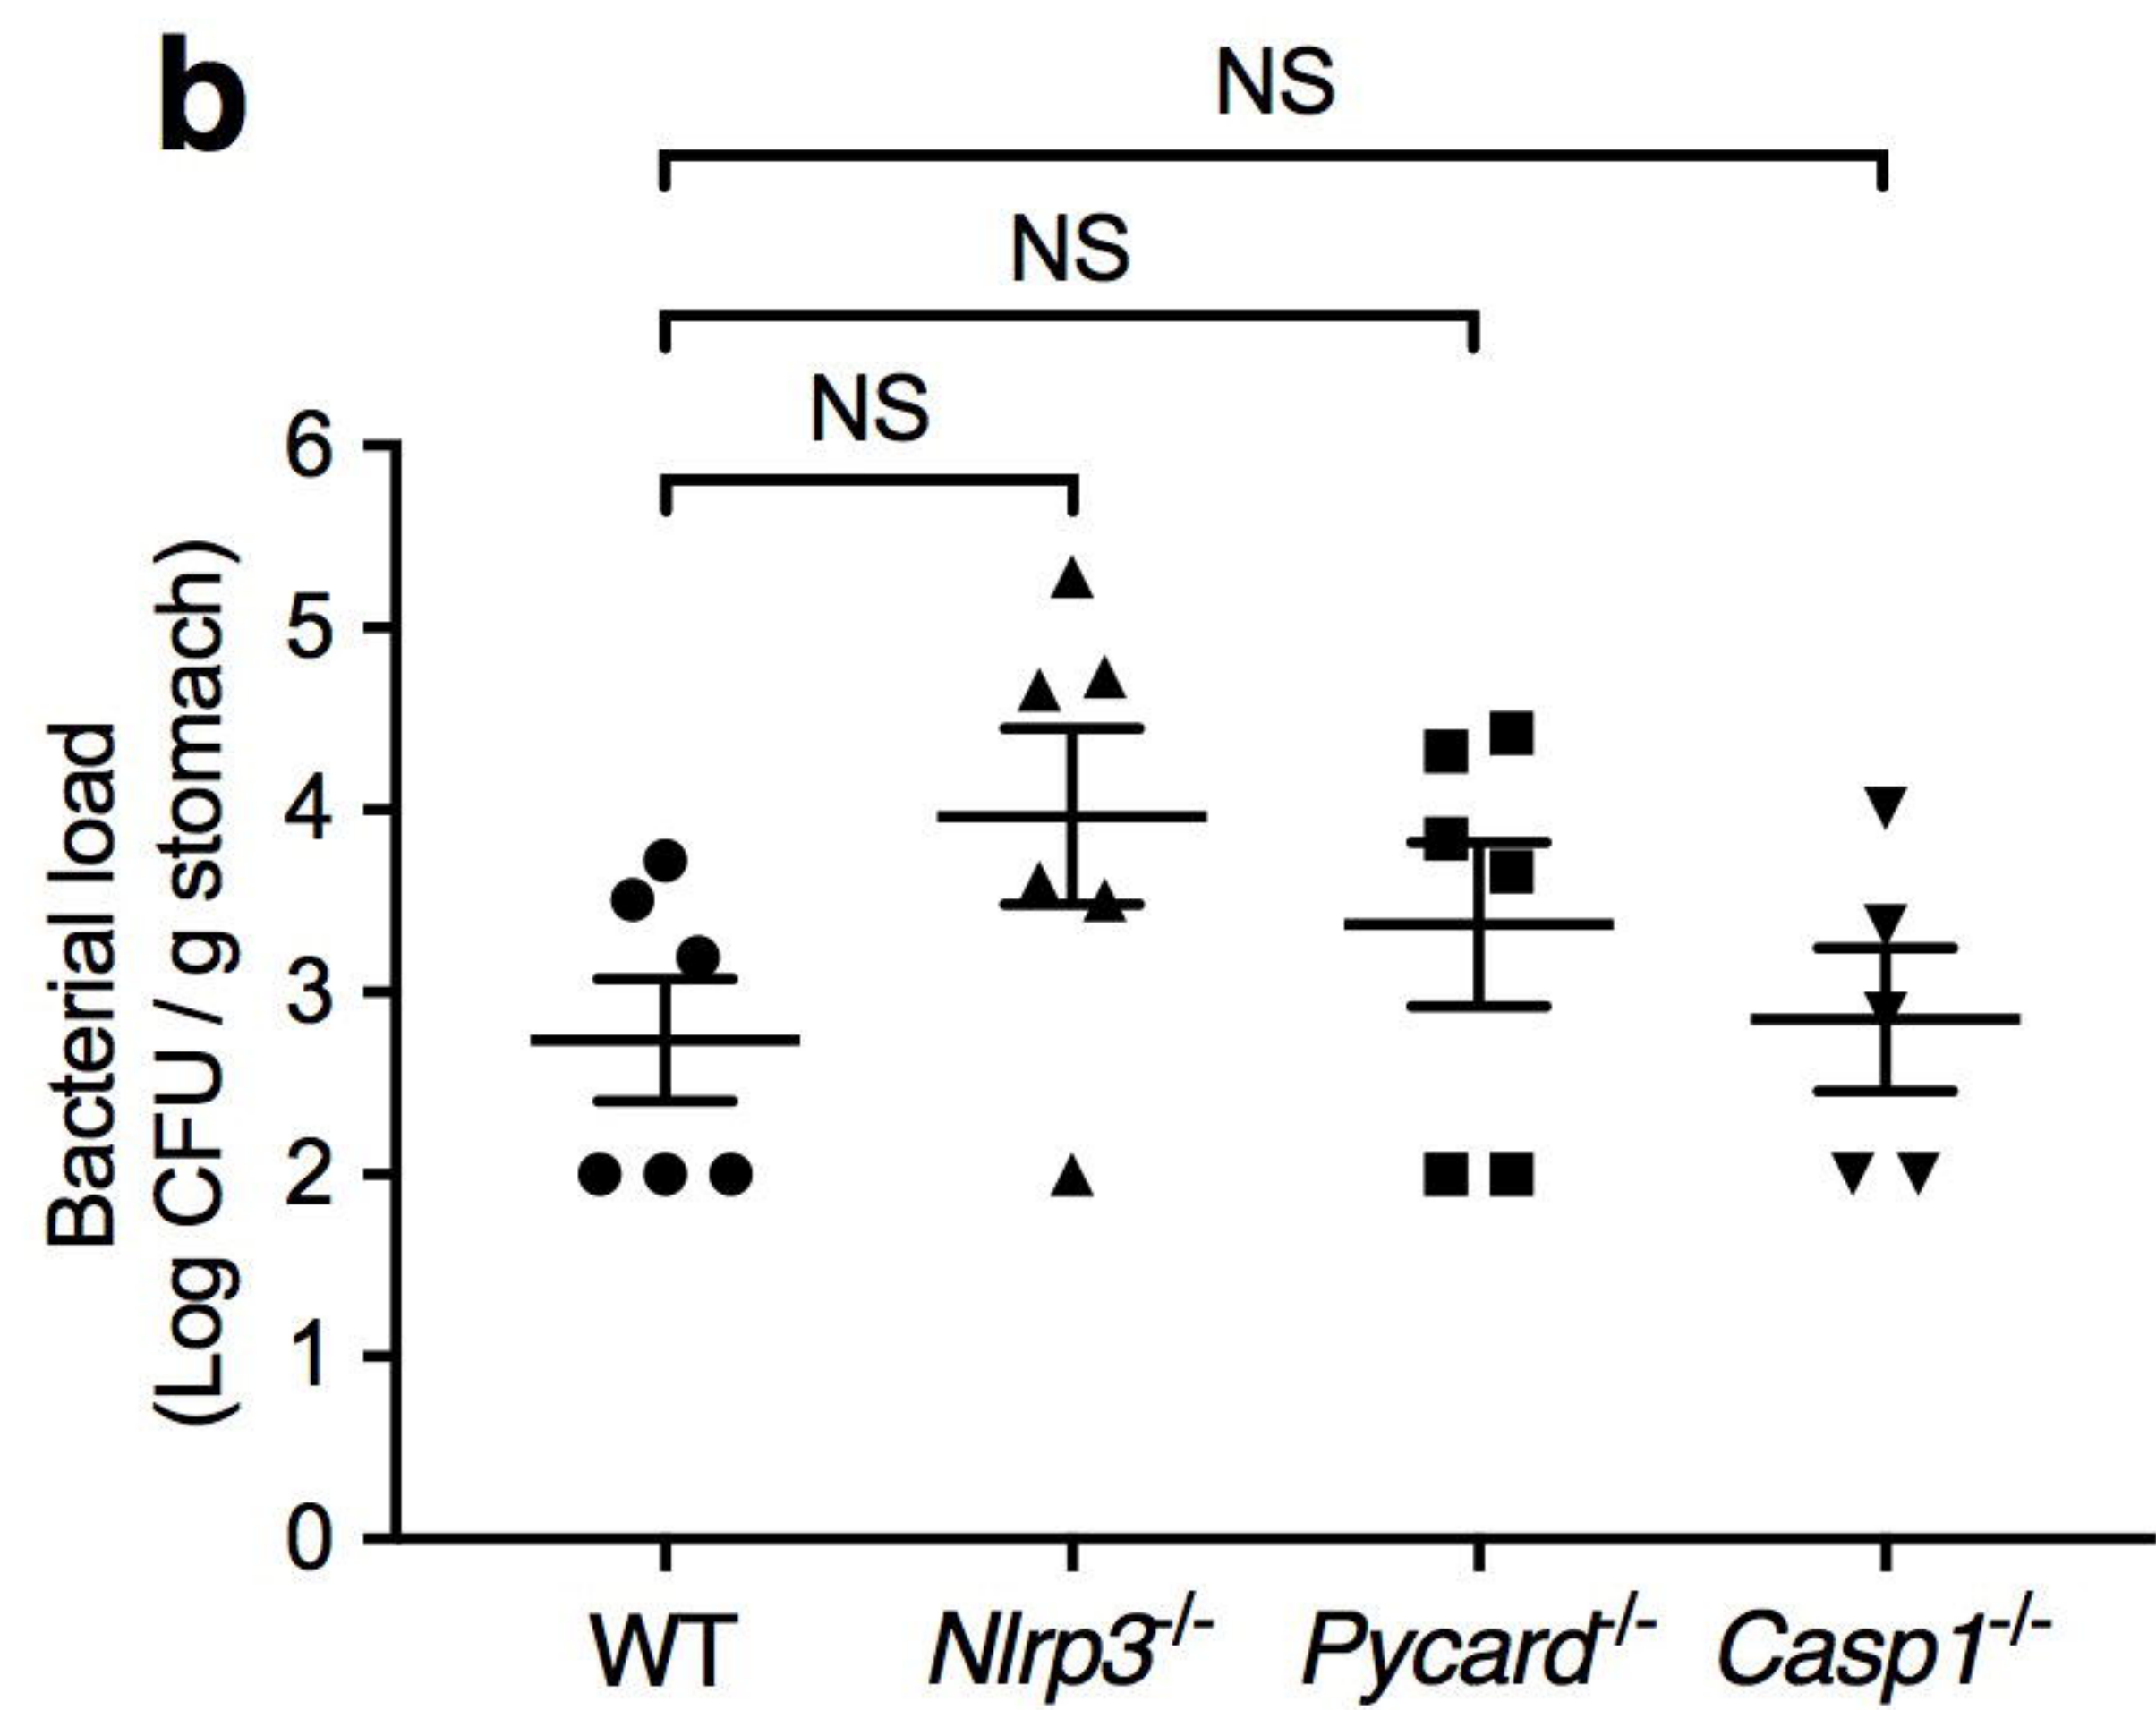 b
NS
NS
NS
6
5
4
3
2
1
0
Bacterial load
(Log CFU / g stomach)
WT
Nlrp3-/-
Pycard-/-
Casp1-/-